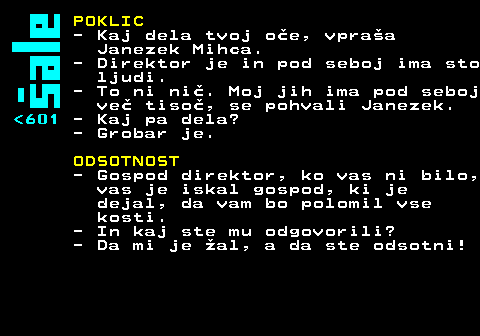 šale
<601
POKLIC
- Kaj dela tvoj oče, vpraša
Janezek Mihca.
- Direktor je in pod seboj ima sto
ljudi.
- To ni nič. Moj jih ima pod seboj
več tisoč, se pohvali Janezek.
- Kaj pa dela?
- Grobar je.
ODSOTNOST
- Gospod direktor, ko vas ni bilo,
vas je iskal gospod, ki je
dejal, da vam bo polomil vse
kosti.
- In kaj ste mu odgovorili?
- Da mi je žal, a da ste odsotni!